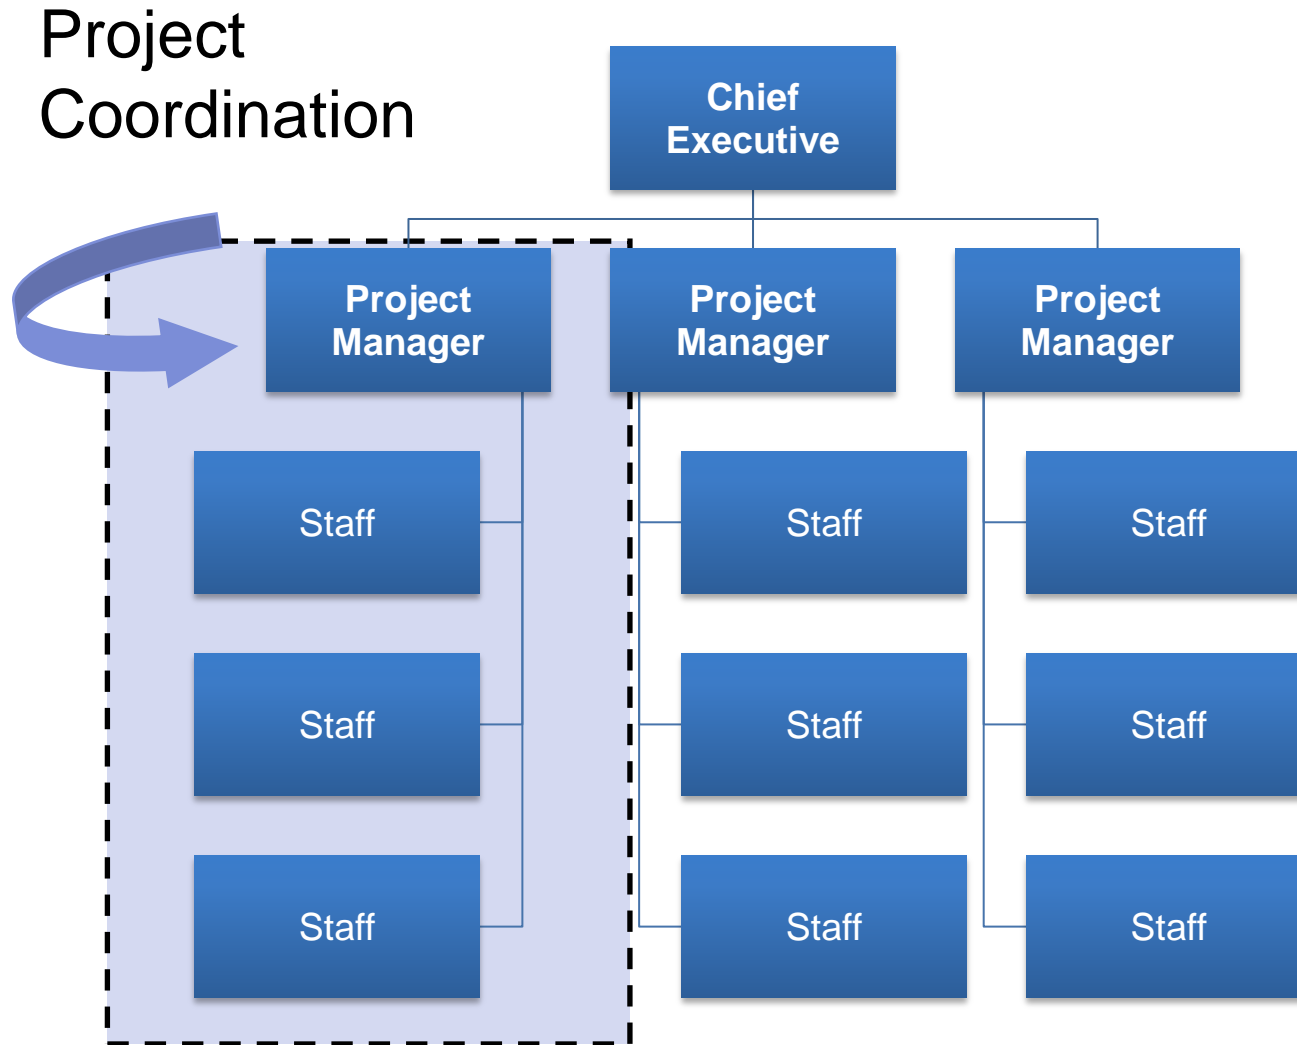 Project
Coordination
Chief
Executive
Project
Manager
Project
Manager
Project
Manager
Staff
Staff
Staff
Staff
Staff
Staff
Staff
Staff
Staff